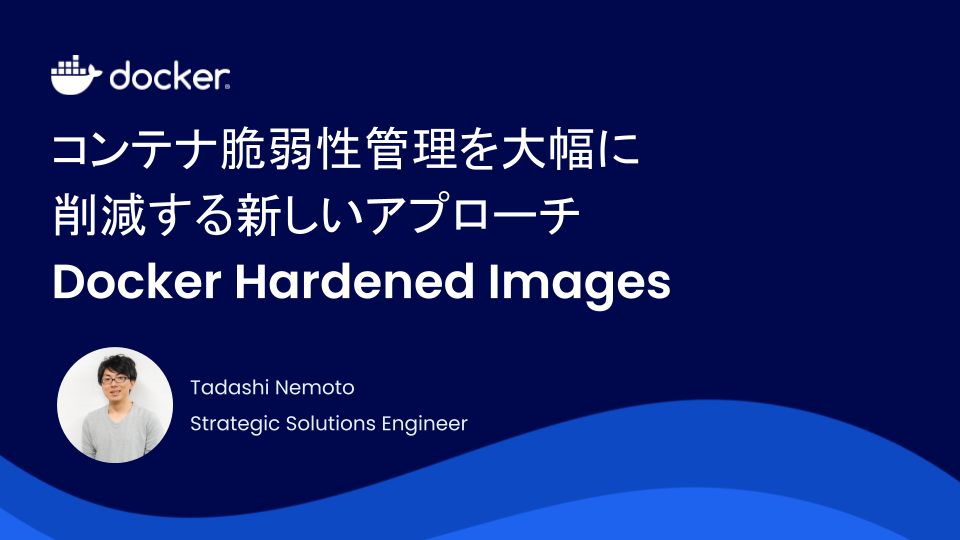 docker
コンテナ脆弱性管理を大幅に
削減する新しいアプローチ
Docker Hardened Images
Tadashi Nemoto
Strategic Solutions Engineer